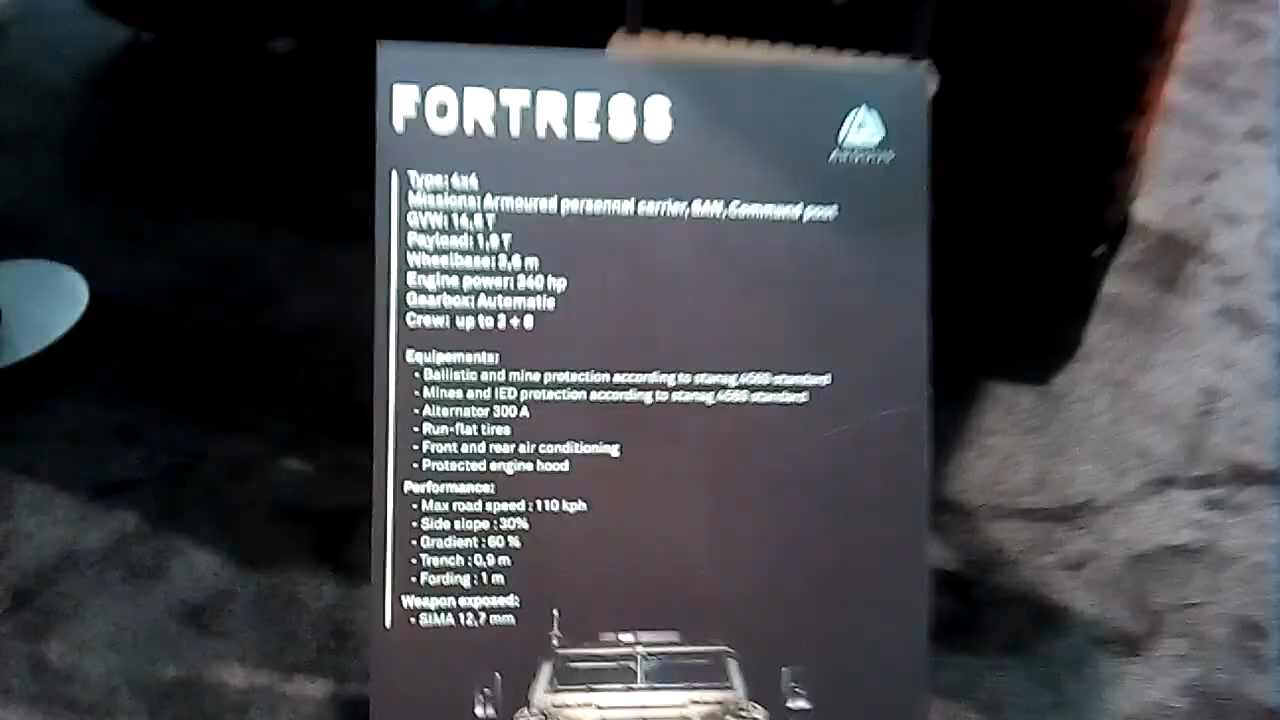 FORTRESS
Type: 4x4
Missions: Armoured personnel carrier, Command post
GVW: 14,5 T
Payload: 1,9 T
Wheelbase: 3,6 m
Engine power: 340 hp
Gearbox: Automatic
Crew: up to 2 + 8
Equipements:
- Ballistic and mine protection according to stanag 4569 standard
- Mines and IED protection according to stanag 4569 standard
- Alternator 300 A
- Run-flat tires
- Front and rear air conditioning
- Protected engine hood
Performance:
- Max road speed : 110 kph
- Side slope : 30%
- Gradient : 60 %
- Trench : 0,9 m
- Fording : 1 m
Weapon exposed:
- SIMA 12,7 mm